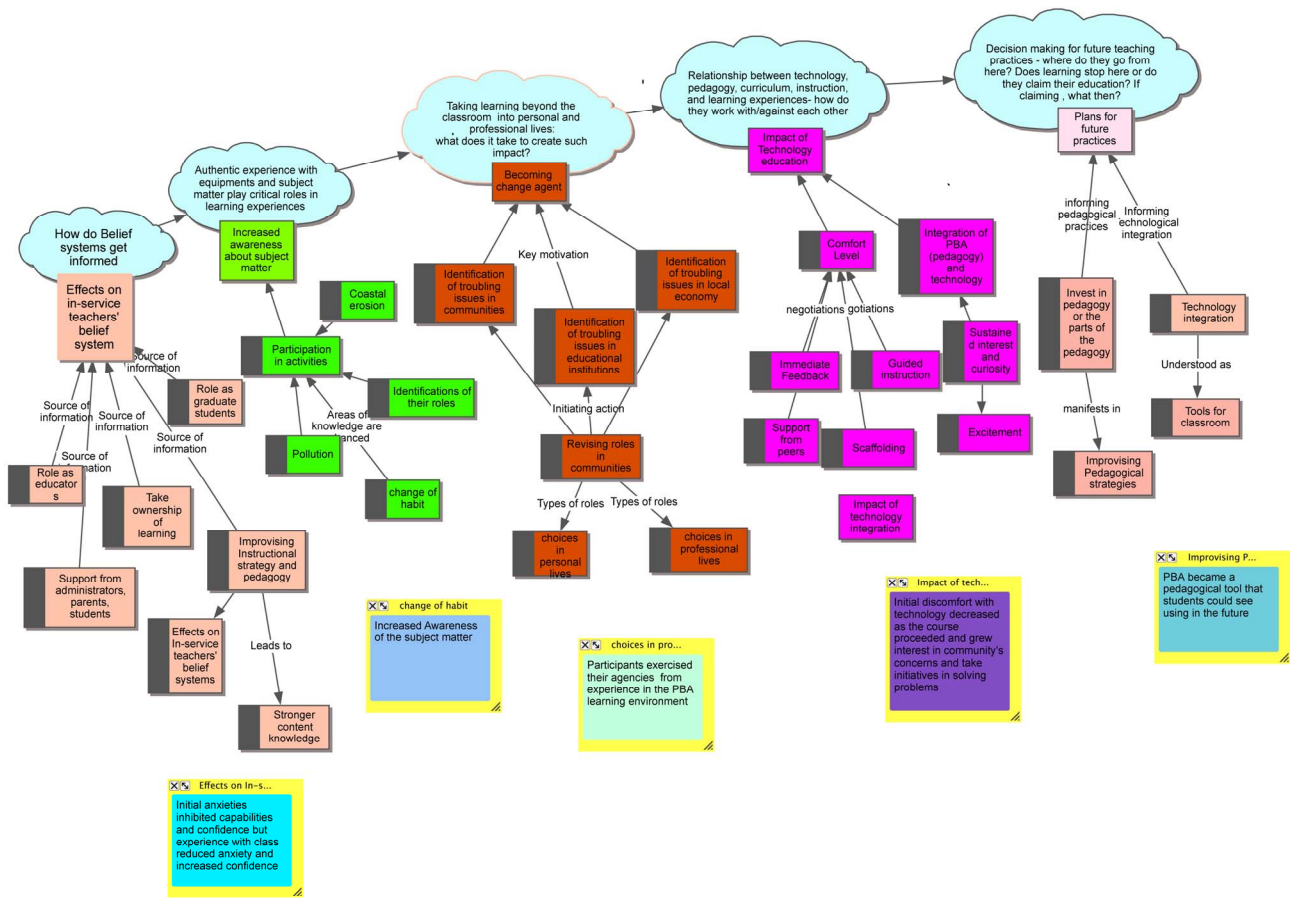 Decision making for future teaching
practices - where do they go from
here? Does learning stop here or do
they claim their education? If
claiming , what then?
Plans for
future
practices
Relationship between technology,
pedagogy, curriculum, instruction,
and learning experiences- how do
they work with/against each other
Impact of
Technology
education
Taking learning beyond the
classroom into personal and
professional lives:
what does it take to create such
impact?
Becoming
change agent
Authentic experience with
equipments and subject
matter play critical roles in
learning experiences
Increased
awareness
about subject
matter
How do Belief
systems get
informed
Effects on
in-service
teachers'
belief
system
Source of
information
Role as
graduate
students
Source of
information
Source of
information
Source of
information
Source of
Role as
educator
s
Take
ownership
of
learning
Support from
administrators,
parents,
students
Improvising
Instructional
strategy and
pedagogy
Effects on
In-service
teachers'
belief
systems
Leads to
Stronger
content
knowledge
Coastal
erosion
Participation
in activities
Identifications of
their roles
Areas of
knowledge are
Pollution
change of
habit
Key motivation
Identification
of troubling
issues in
communities
Identification
of troubling
issues in local
economy
Identification
of troubling
issues in
educational
institutions
Initiating action
Revising roles
in
communities
Types of roles
Types of roles
choices
in
personal
lives
choices in
professional
lives
Comfort
Level
Integration of
PBA
(pedagogy)
and
technology
negotiations
gotiations
Immediate
Feedback
Guided
instruction
Sustaine
d interest
and
curiosity
Support
from
peers
Scaffolding
Excitement
Impact of
technology
integration
informing
pedagogical
practices
Informing
echnological
integration
Invest in
pedagogy
or the
parts of
the
pedagogy
Technology
integration
Understood as
Tools for
classroom
manifests in
Improvising
Pedagogical
strategies
change of habit
Increased Awareness
of the subject matter
choices in pro...
Participants exercised
their agencies from
experience in the PBA
learning environment
Impact of tech...
Initial discomfort with
technology decreased
as the course
proceeded and grew
interest in community's
concerns and take
initiatives in solving
problems
Improvising P...
PBA became a
pedagogical tool that
students could see
using in the future
Effects on In-s...
Initial anxieties
inhibited capabilities
and confidence but
experience with class
reduced anxiety and
increased confidence